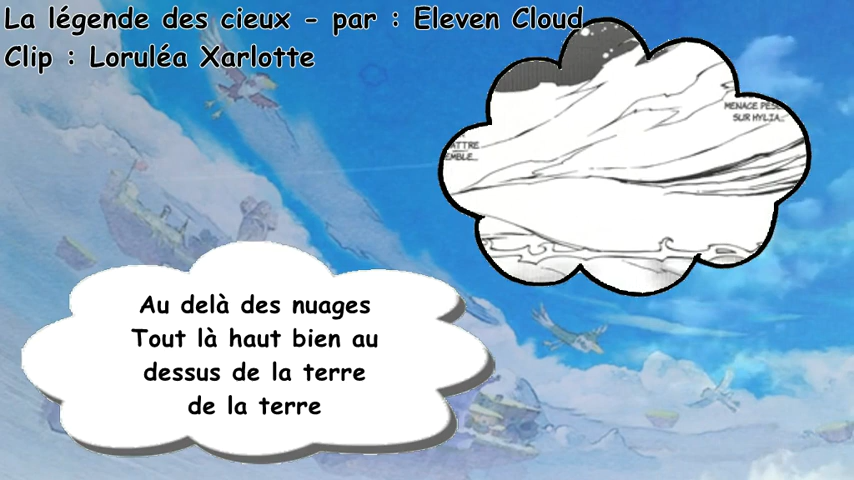 La légende des cieux - par : Eleven Cloud
Clip : Loruléa Xarlotte
SUR HYLIA...
MENACE
Au delà des nuages
Tout là haut bien au
dessus de la terre
de la terre